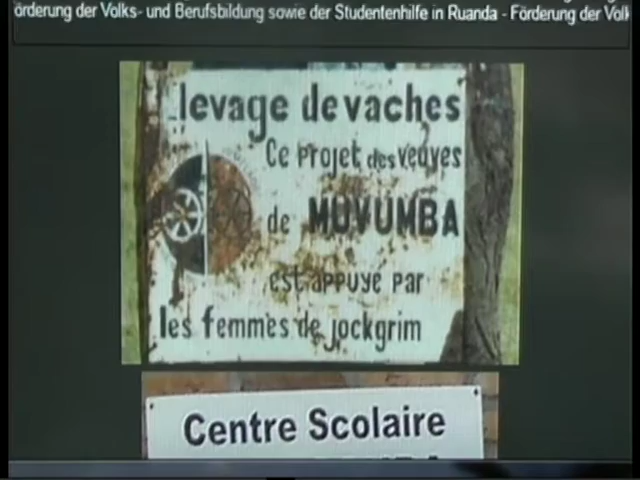 örderung der Volks- und Berufsbildung sowie der Studentenhilfe in Ruanda - Förderung der Volk
levage de vaches
Ce projet des veuves
de MUVUMBA
est appuye par
les femmes de jockgrim
Centre Scolaire